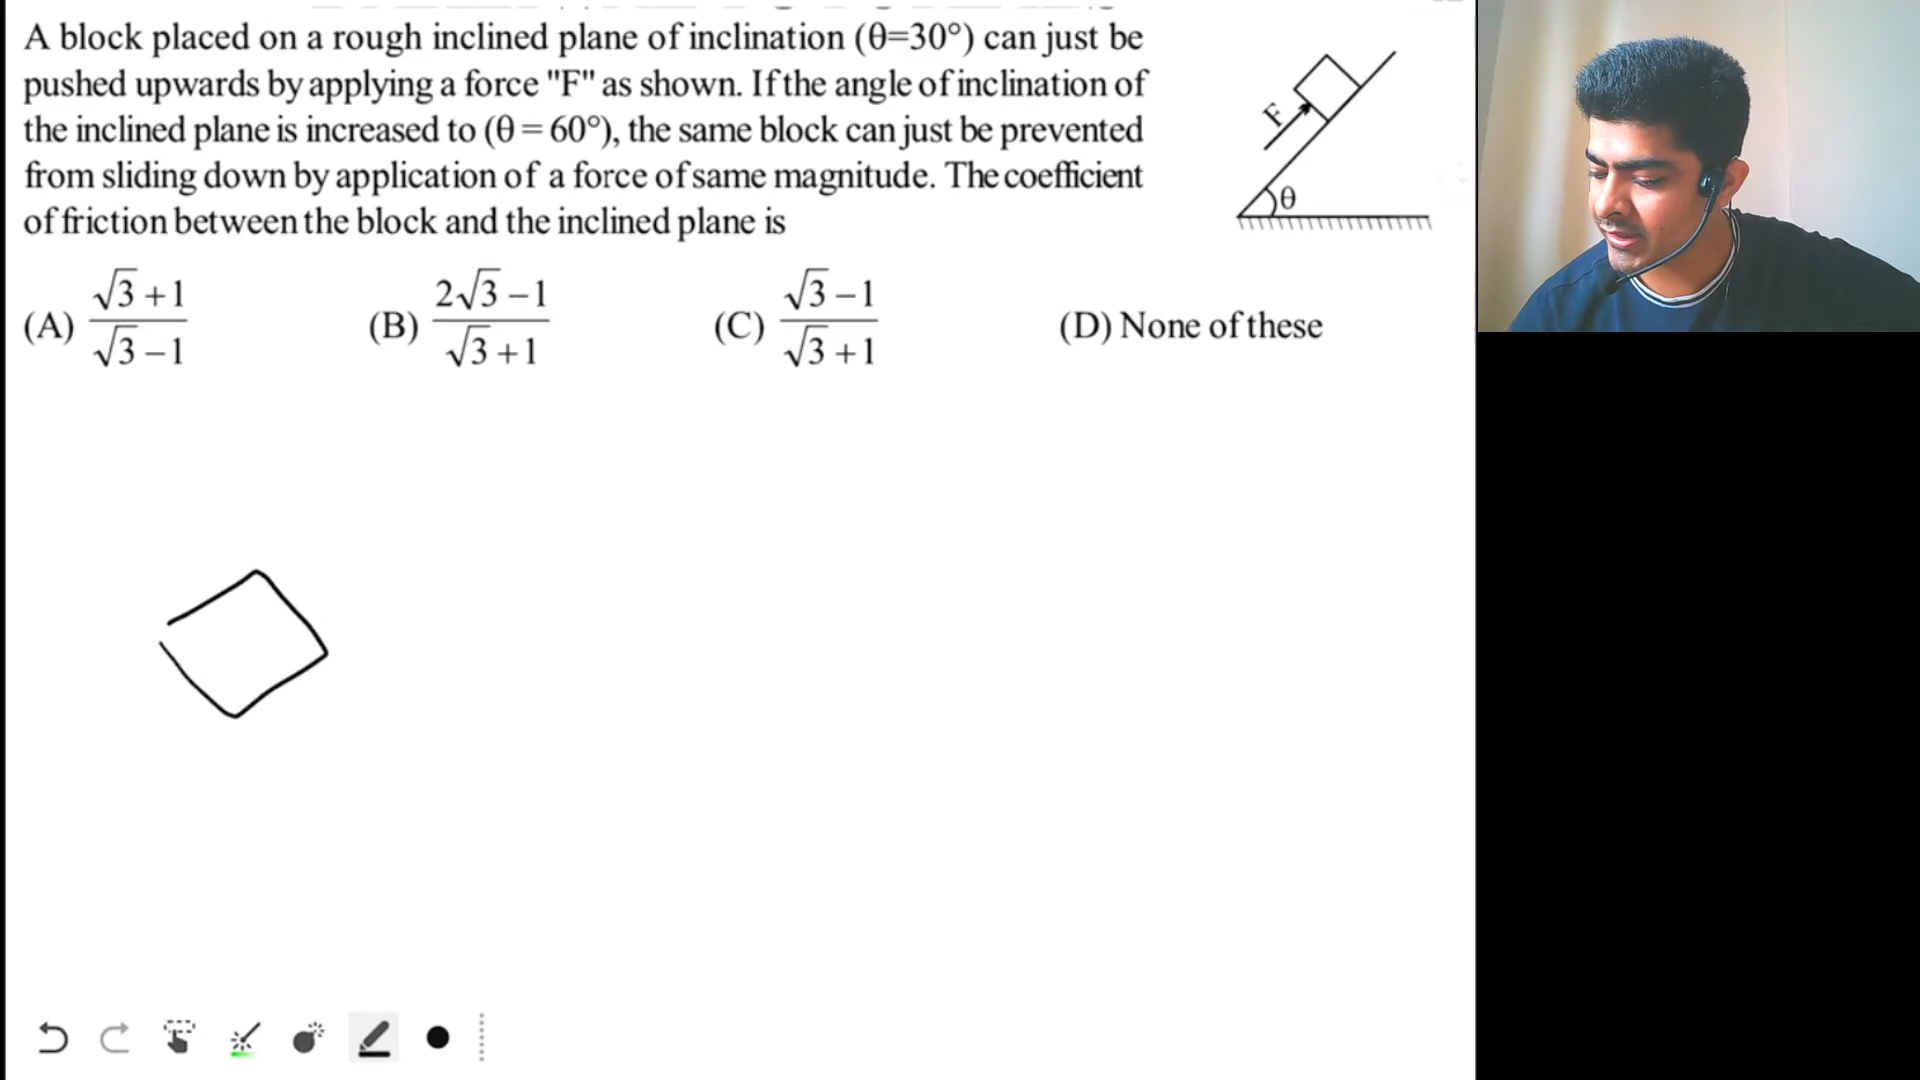 A block placed on a rough inclined plane of inclination (θ=30°) can just be
pushed upwards by applying a force "F" as shown. If the angle of inclination of
the inclined plane is increased to (θ = 60°), the same block can just be prevented
from sliding down by application of a force of same magnitude. The coefficient
of friction between the block and the inclined plane is
F
θ
(A) √3 + 1 / √3 – 1 (B) 2√3 – 1 / √3 + 1 (C) √3 – 1 / √3 + 1 (D) None of these